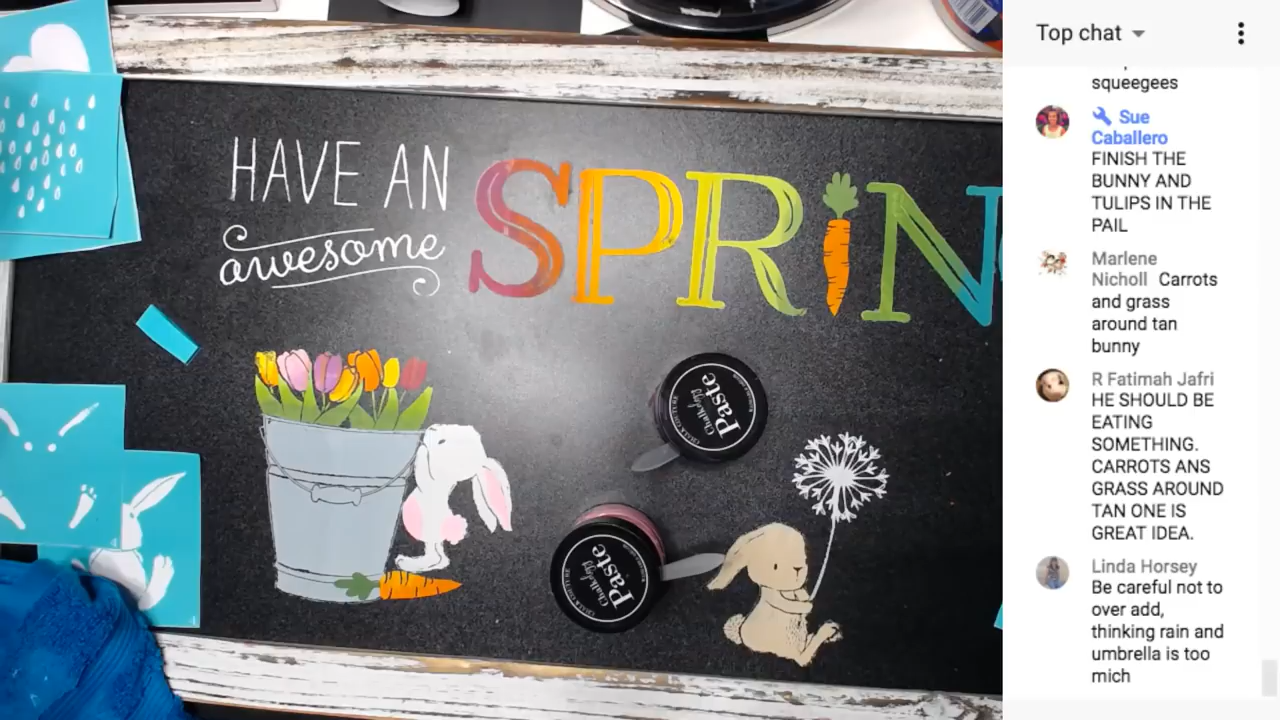 HAVE AN
awesome
SPRIN
Chalkology
Paste
Chalkology
Paste
Top chat
squeegees
Sue
Caballero
FINISH THE
BUNNY AND
TULIPS IN THE
PAIL
Marlene
Nicholl Carrots
and grass
around tan
bunny
R Fatimah Jafri
HE SHOULD BE
EATING
SOMETHING.
CARROTS ANS
GRASS AROUND
TAN ONE IS
GREAT IDEA.
Linda Horsey
Be careful not to
over add,
thinking rain and
umbrella is too
mich